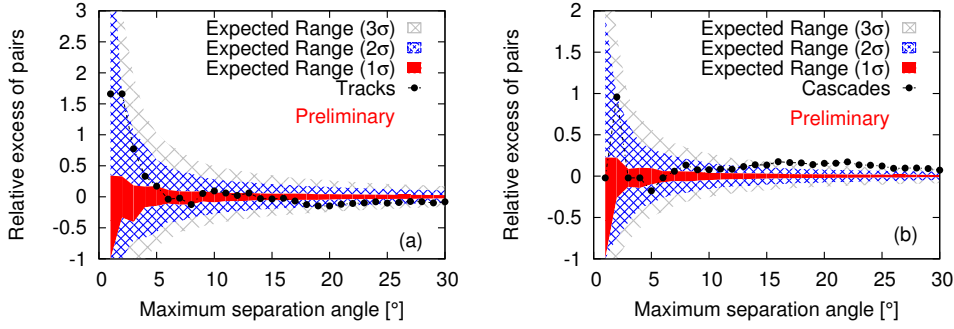 Relative excess of pairs
3
2.5
2
1.5
1
0.5
0
-0.5
-1
Expected Range (3σ)
Expected Range (2σ)
Expected Range (1σ)
Tracks
Preliminary
(a)
0 5 10 15 20 25 30
Maximum separation angle [°]
Relative excess of pairs
2
1.5
1
0.5
0
-0.5
-1
Expected Range (3σ)
Expected Range (2σ)
Expected Range (1σ)
Cascades
Preliminary
(b)
0 5 10 15 20 25 30
Maximum separation angle [°]